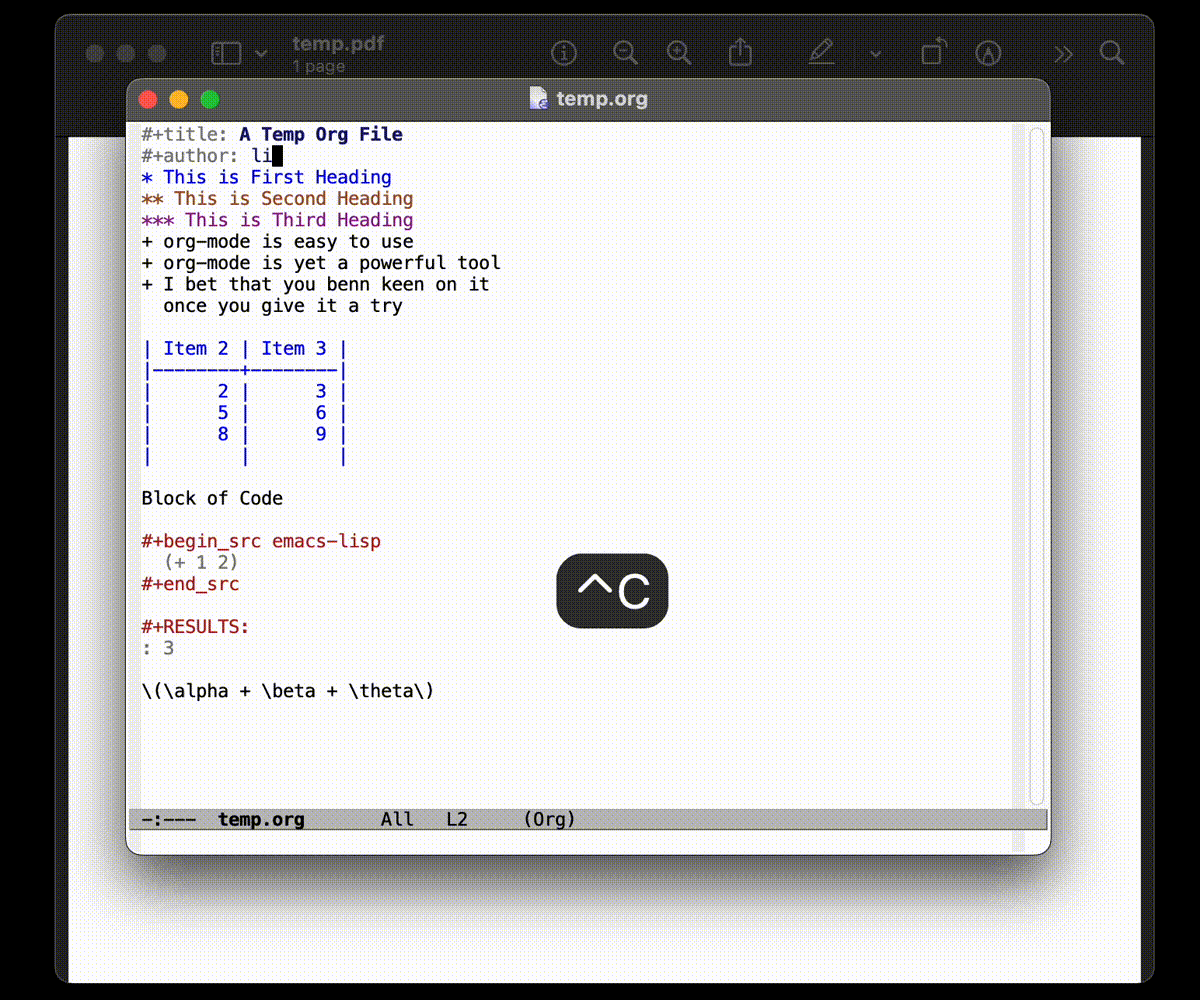 temp.pdf
1 page
temp.org
#+title: A Temp Org File
#+author: li
* This is First Heading
** This is Second Heading
*** This is Third Heading
+ org-mode is easy to use
+ org-mode is yet a powerful tool
+ I bet that you benn keen on it
once you give it a try
| Item 2 | Item 3 |
|--------+--------|
|      2 |      3 |
|      5 |      6 |
|      8 |      9 |
|        |        |
Block of Code
#+begin_src emacs-lisp
(+ 1 2)
#+end_src
^C
#+RESULTS:
: 3
\(\alpha + \beta + \theta\)
-:--- temp.org All L2 (Org)